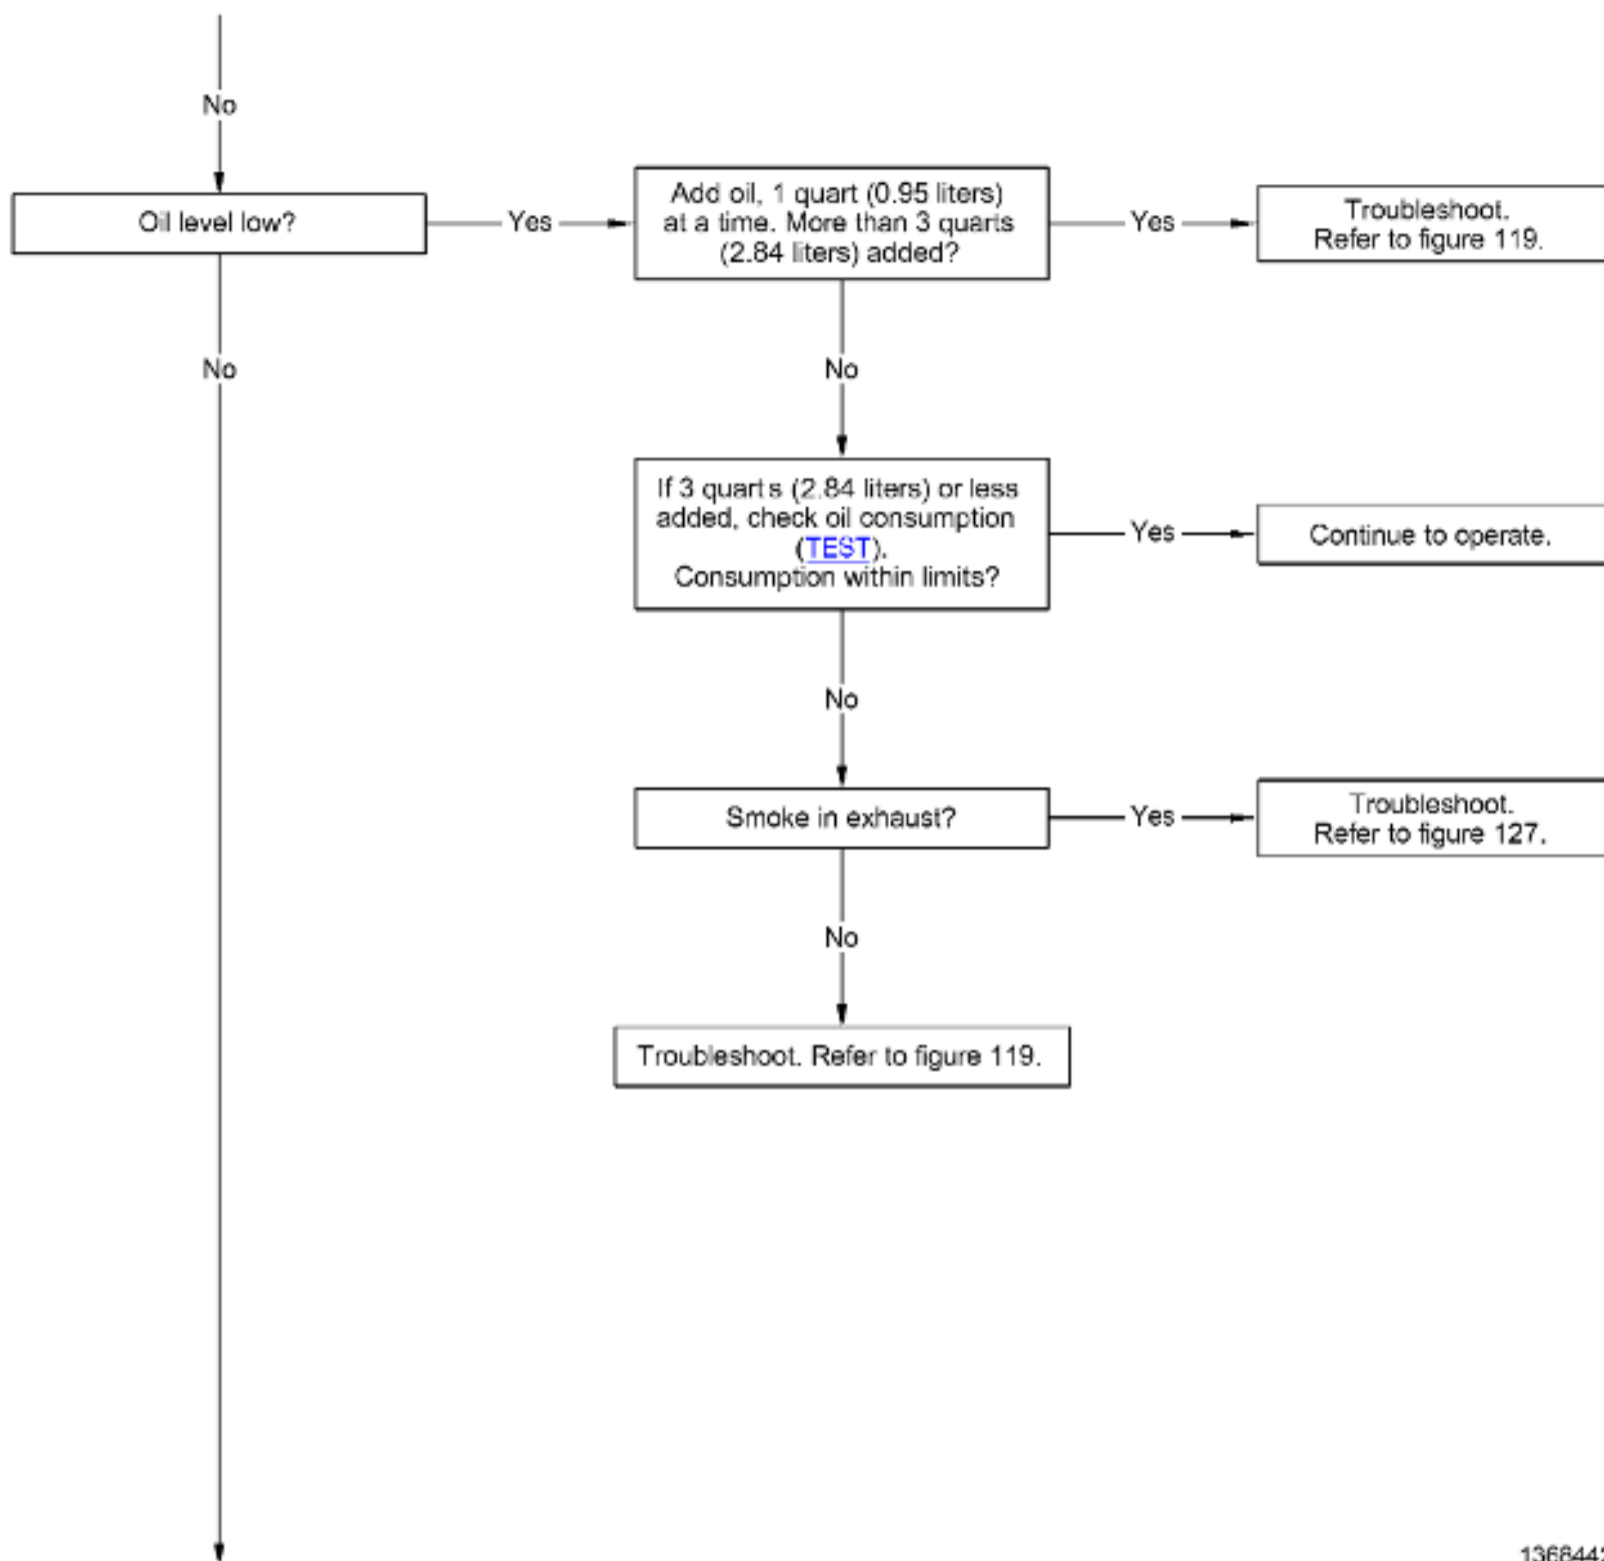 No
Oil level low?
Yes
Add oil, 1 quart (0.95 liters)
at a time. More than 3 quarts
(2.84 liters) added?
Yes
Troubleshoot.
Refer to figure 119.
No
No
If 3 quarts (2.84 liters) or less
added, check oil consumption
(TEST).
Consumption within limits?
Yes
Continue to operate.
No
Smoke in exhaust?
Yes
Troubleshoot.
Refer to figure 127.
No
Troubleshoot. Refer to figure 119.